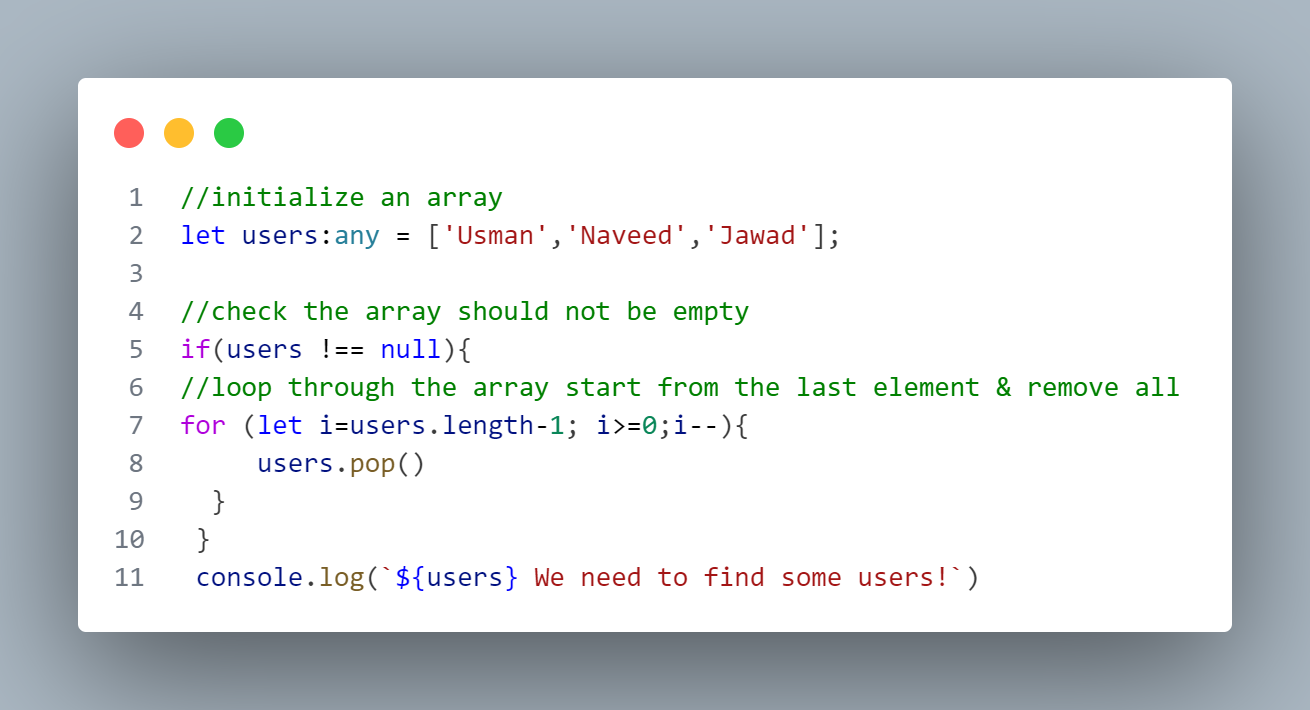 1 //initialize an array
2 let users:any = ['Usman','Naveed','Jawad'];
3
4 //check the array should not be empty
5 if(users !== null){
6 //loop through the array start from the last element & remove all
7 for (let i=users.length-1; i>=0;i--){
8      users.pop()
9   }
10  }
11  console.log(`${users} We need to find some users!`)